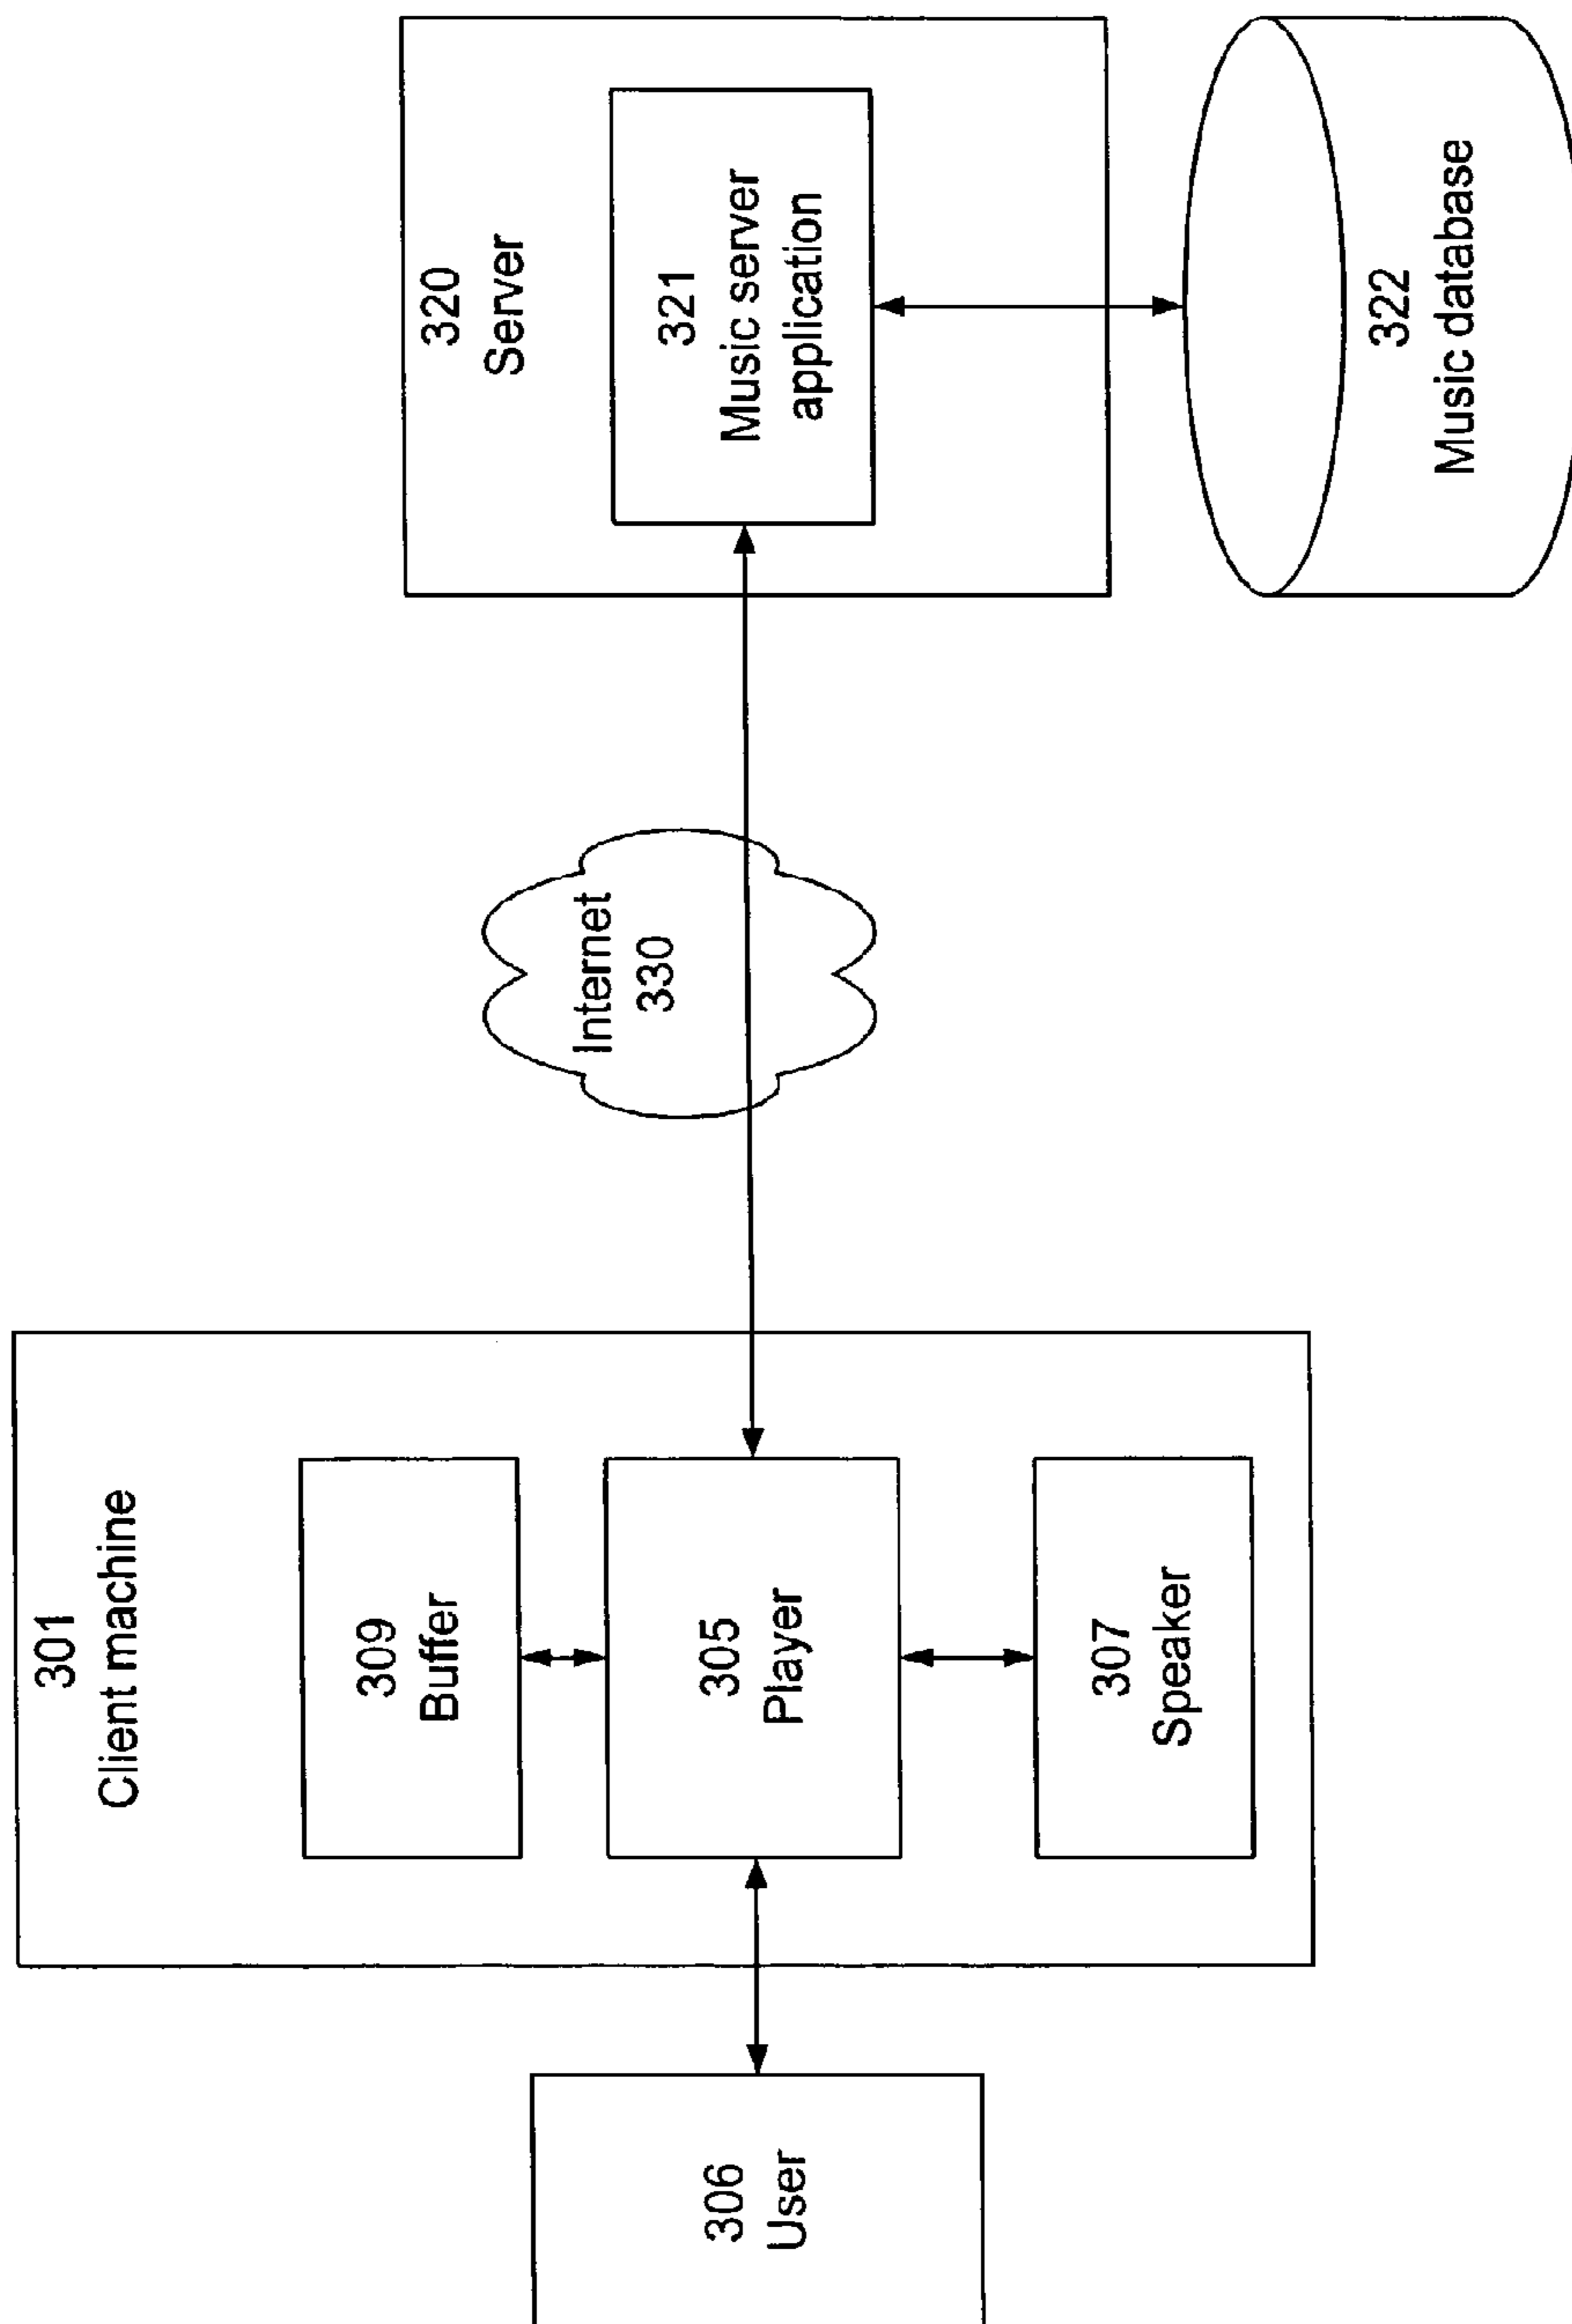 301
Client machine
309
Buffer
305
Player
307
Speaker
306
User
Internet
330
320
Server
321
Music server
application
322
Music database